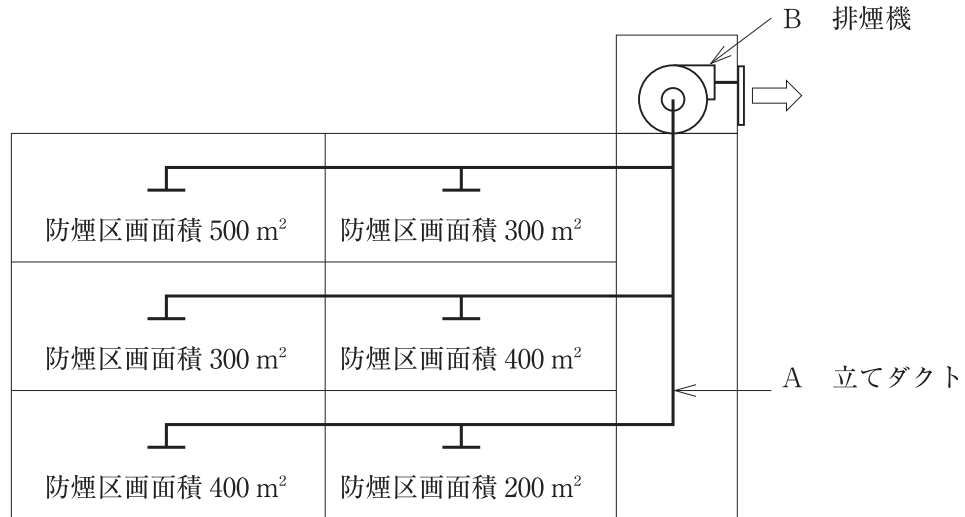 B 排煙機
防煙区画面積 500 m²
防煙区画面積 300 m²
防煙区画面積 300 m²
防煙区画面積 400 m²
A 立てダクト
防煙区画面積 400 m²
防煙区画面積 200 m²